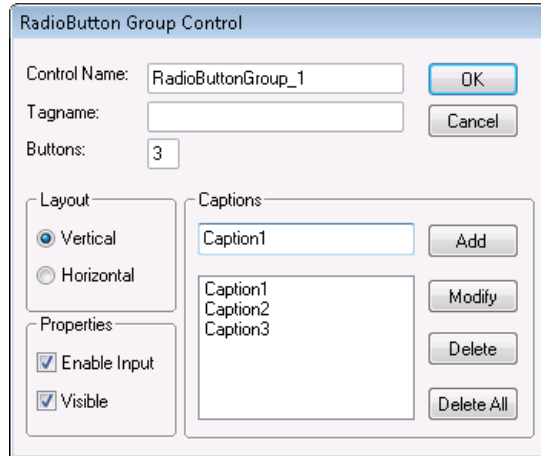 RadioButton Group Control
Control Name: RadioButtonGroup_1 OK
Tagname: Cancel
Buttons: 3
Layout
Vertical
Horizontal
Properties
Enable Input
Visible
Captions
Caption1 Add
Caption1
Caption2
Caption3
Modify
Delete
Delete All